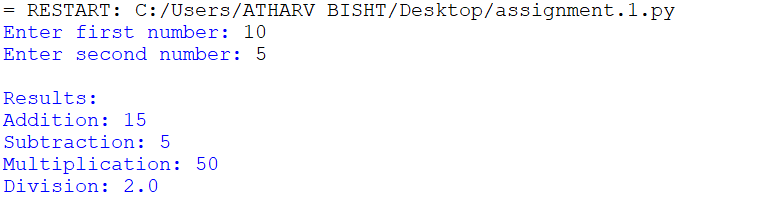 = RESTART: C:/Users/ATHARV BISHT/Desktop/assignment.1.py
Enter first number: 10
Enter second number: 5
Results:
Addition: 15
Subtraction: 5
Multiplication: 50
Division: 2.0